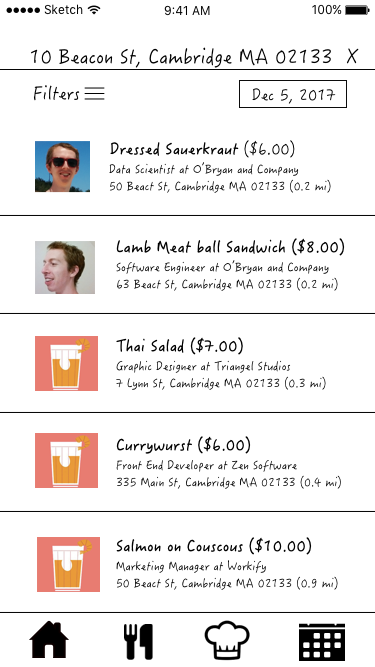 Sketch 9:41 AM 100%
10 Beacon St, Cambridge MA 02133 X
Filters Dec 5, 2017
Dressed Sauerkraut ($6.00)
Data Scientist at O'Bryan and Company
50 Beact St, Cambridge MA 02133 (0.2 mi)
Lamb Meat ball Sandwich ($8.00)
Software Engineer at O'Bryan and Company
63 Beact St, Cambridge MA 02133 (0.2 mi)
Thai Salad ($7.00)
Graphic Designer at Triangel Studios
7 Lynn St, Cambridge MA 02133 (0.3 mi)
Currywurst ($6.00)
Front End Developer at Zen Software
335 Main St, Cambridge MA 02133 (0.4 mi)
Salmon on Couscous ($10.00)
Marketing Manager at Workify
50 Beact St, Cambridge MA 02133 (0.9 mi)